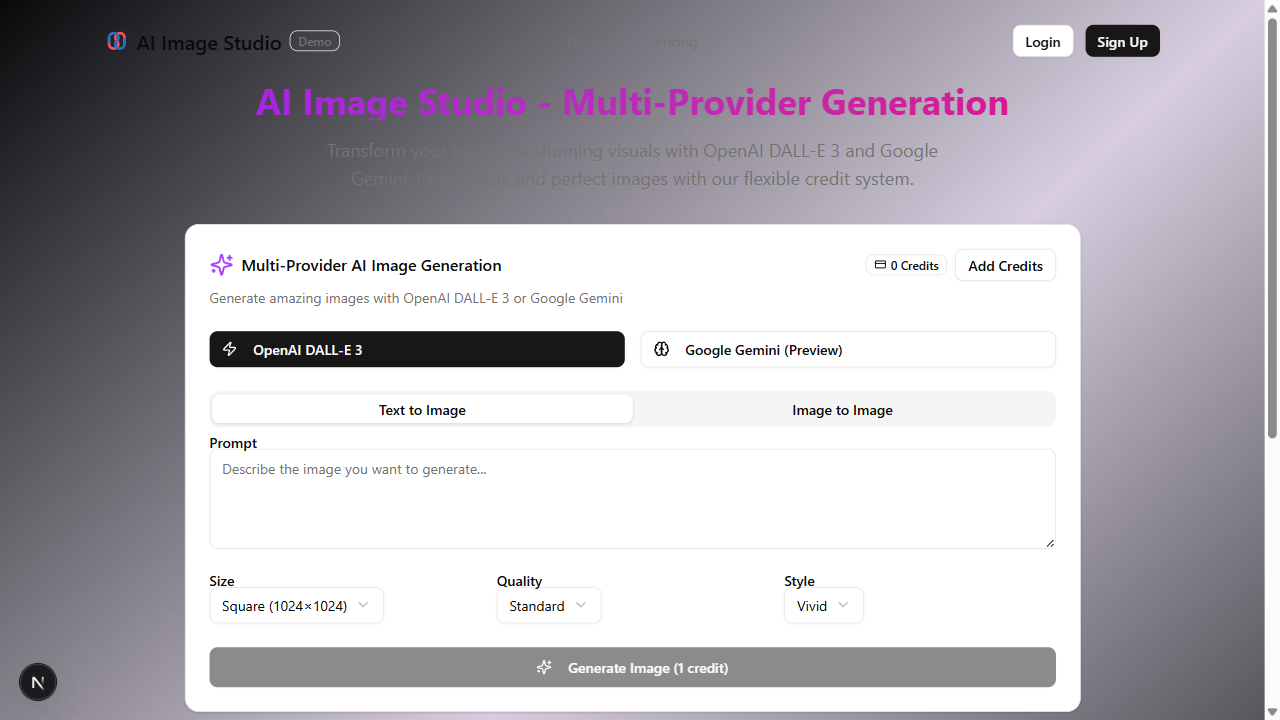 AI Image Studio Demo
Pricing
Login
Sign Up
AI Image Studio - Multi-Provider Generation
Transform your ideas into stunning visuals with OpenAI DALL-E 3 and Google
Gemini. Create, edit, and perfect images with our flexible credit system.
Multi-Provider AI Image Generation
0 Credits
Add Credits
Generate amazing images with OpenAI DALL-E 3 or Google Gemini
OpenAI DALL-E 3
Google Gemini (Preview)
Text to Image
Image to Image
Prompt
Describe the image you want to generate...
Size
Quality
Style
Square (1024×1024)
Standard
Vivid
Generate Image (1 credit)
N